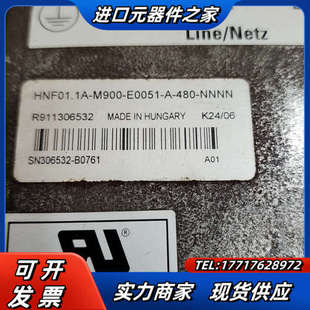 进口元器件之家
Line/Netz
HNF01.1A-M900-E0051-A-480-NNNN
R911306532 MADE IN HUNGARY K24/06
SN306532-B0761 A01
可开发票
TEL:17717628972
实力商家 现货供应